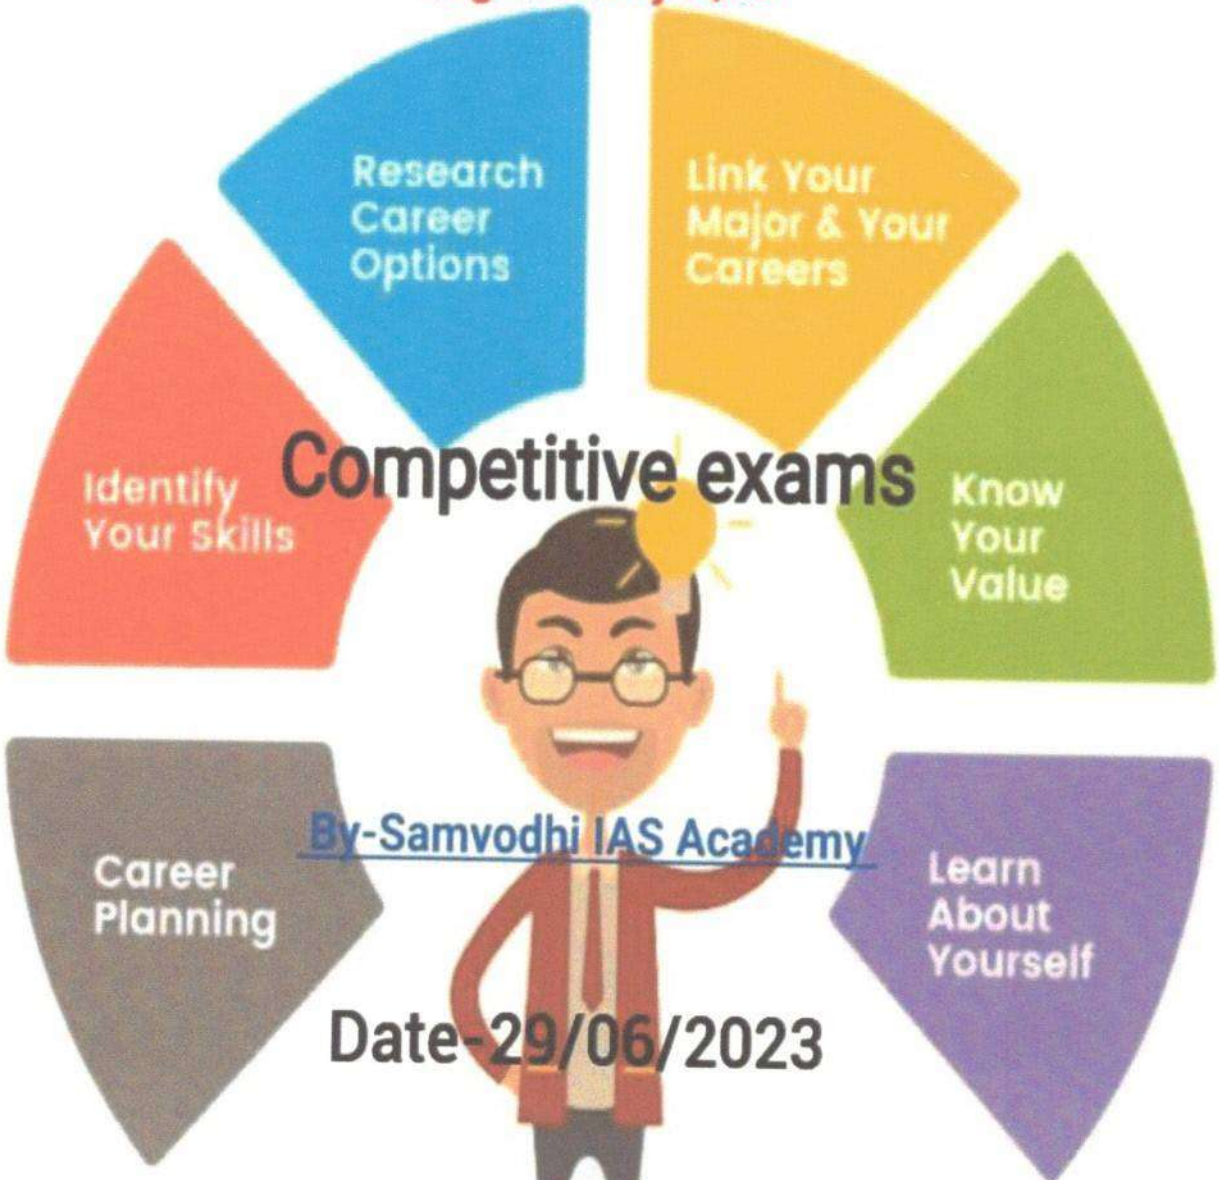 Research
Career
Options
Link Your
Major & Your
Careers
Identify
Your Skills
Competitive exams
Know
Your
Value
By-Samvodhi IAS Academy
Career
Planning
Learn
About
Yourself
Date-29/06/2023